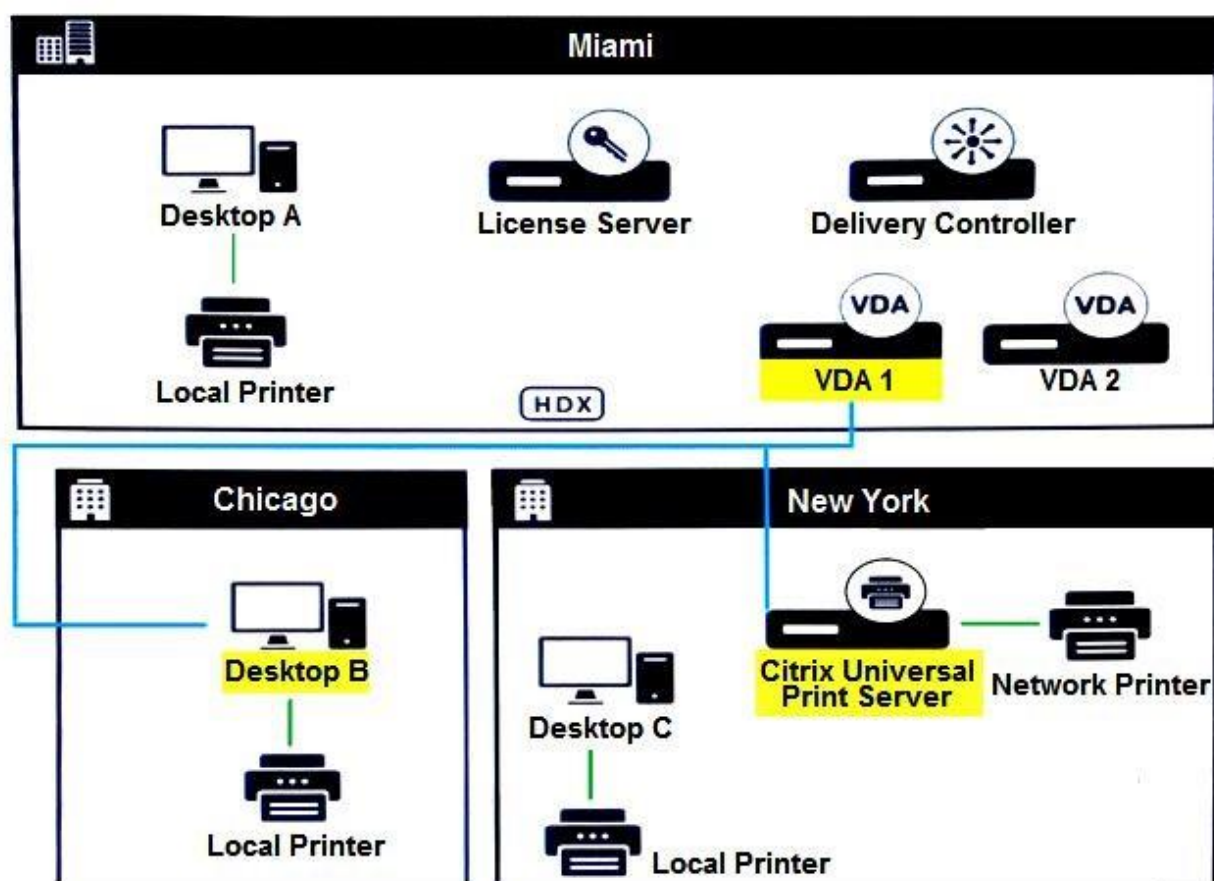 Miami
Desktop A
License Server
Delivery Controller
VDA
VDA
Local Printer
VDA 1
VDA 2
HDX
Chicago
New York
Desktop B
Citrix Universal
Print Server
Network Printer
Desktop C
Local Printer
Local Printer